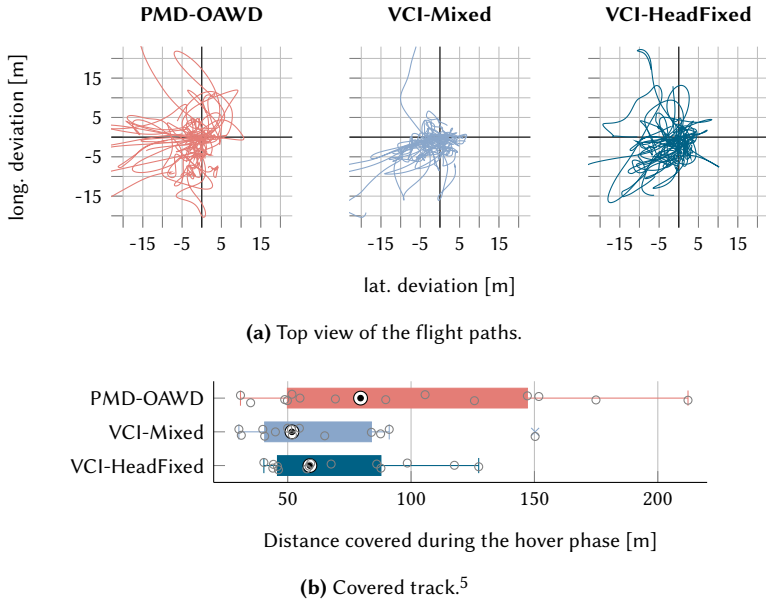 PMD-OAWD VCI-Mixed VCI-HeadFixed
long. deviation [m]
15
5
-5
-15
-15 -5 5 15 -15 -5 5 15 -15 -5 5 15
lat. deviation [m]
(a) Top view of the flight paths.
PMD-OAWD
VCI-Mixed
VCI-HeadFixed
50 100 150 200
Distance covered during the hover phase [m]
(b) Covered track.⁵